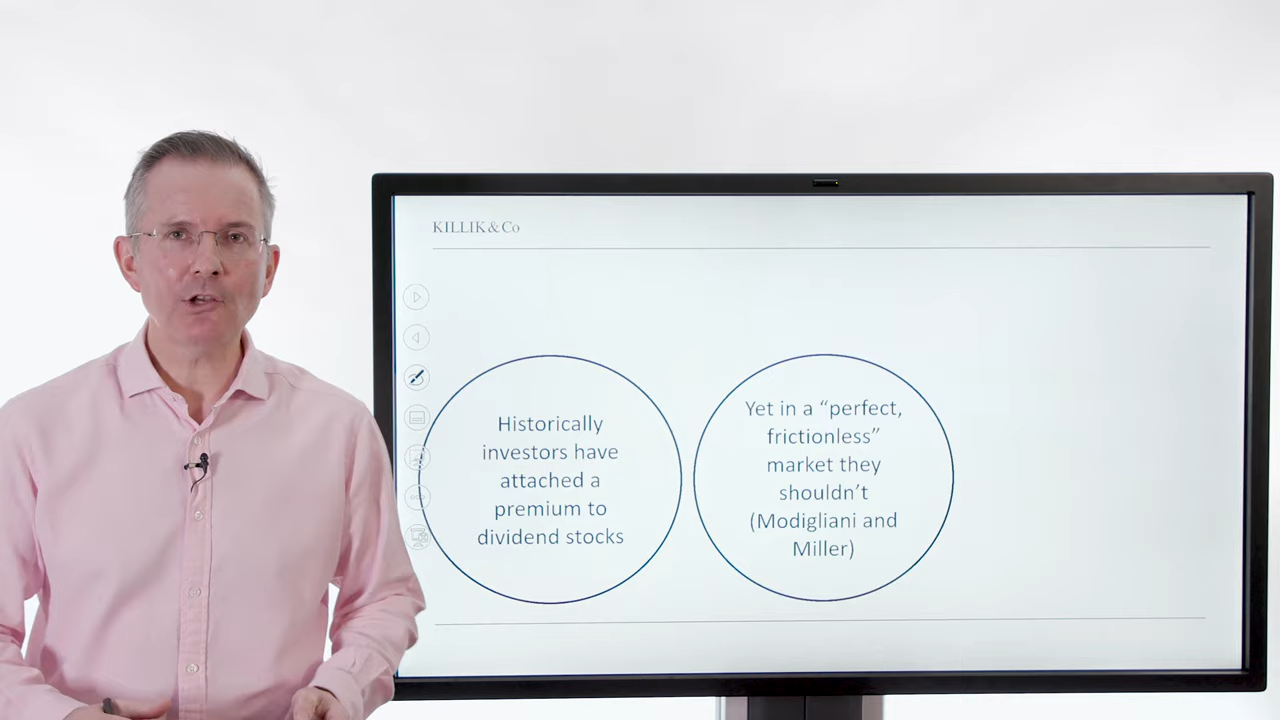 KILLIK & Co
Historically
investors have
attached a
premium to
dividend stocks
Yet in a “perfect,
frictionless”
market they
shouldn’t
(Modigliani and
Miller)